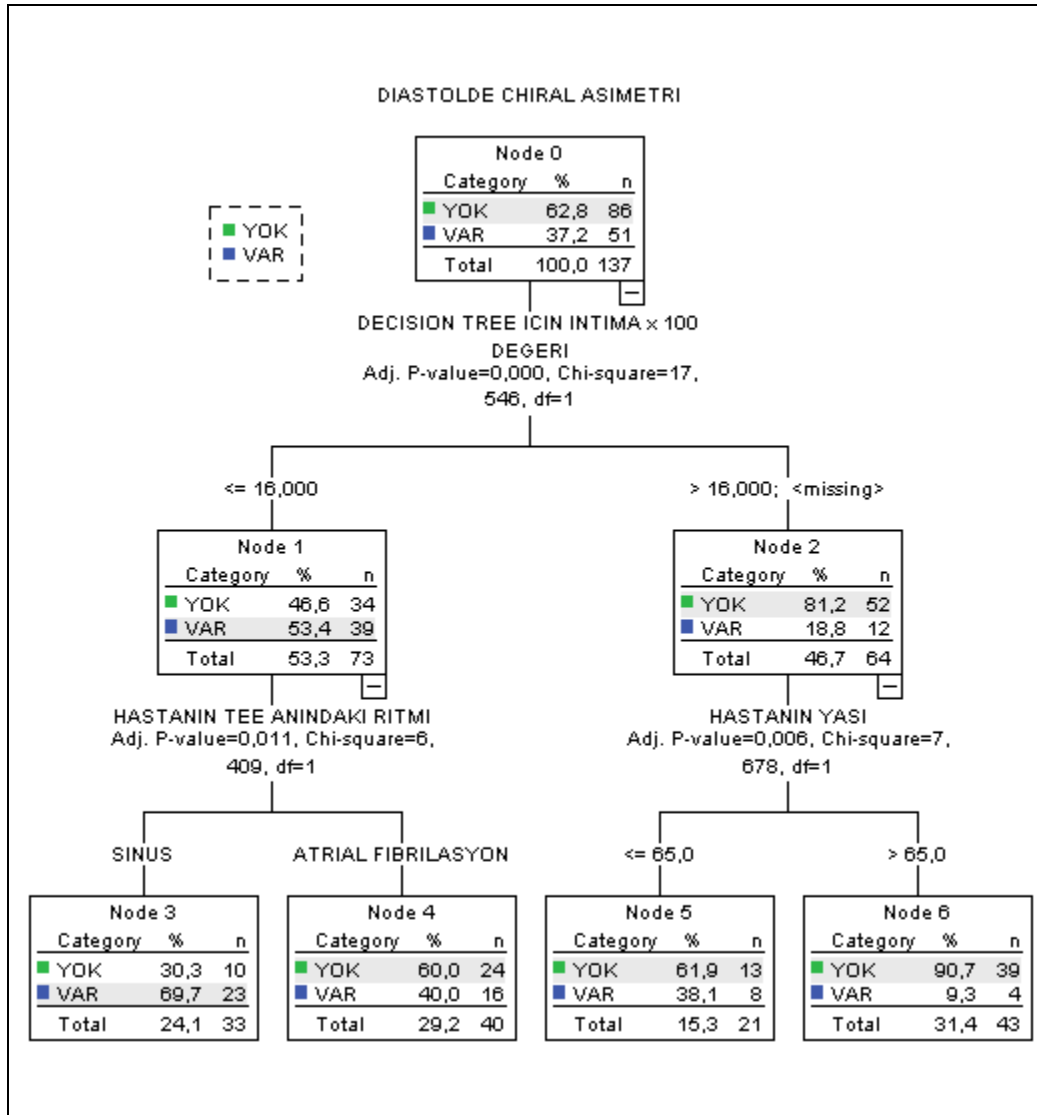 DIASTOLDE CHIRAL ASIMETRI
Node 0
Category % n
YOK 62,8 86
VAR 37,2 51
Total 100,0 137
YOK
VAR
DECISION TREE ICIN INTIMA x 100
DEGERI
Adj. P-value=0,000, Chi-square=17,
546, df=1
<= 16,000
> 16,000; <missing>
Node 1
Category % n
YOK 46,6 34
VAR 53,4 39
Total 53,3 73
Node 2
Category % n
YOK 81,2 52
VAR 18,8 12
Total 46,7 64
HASTANIN TEE ANINDAKI RITMI
Adj. P-value=0,011, Chi-square=6,
409, df=1
HASTANIN YASI
Adj. P-value=0,006, Chi-square=7,
678, df=1
SINUS
ATRIAL FIBRILASYON
<= 65,0
> 65,0
Node 3
Category % n
YOK 30,3 10
VAR 69,7 23
Total 24,1 33
Node 4
Category % n
YOK 60,0 24
VAR 40,0 16
Total 29,2 40
Node 5
Category % n
YOK 61,9 13
VAR 38,1 8
Total 15,3 21
Node 6
Category % n
YOK 90,7 39
VAR 9,3 4
Total 31,4 43